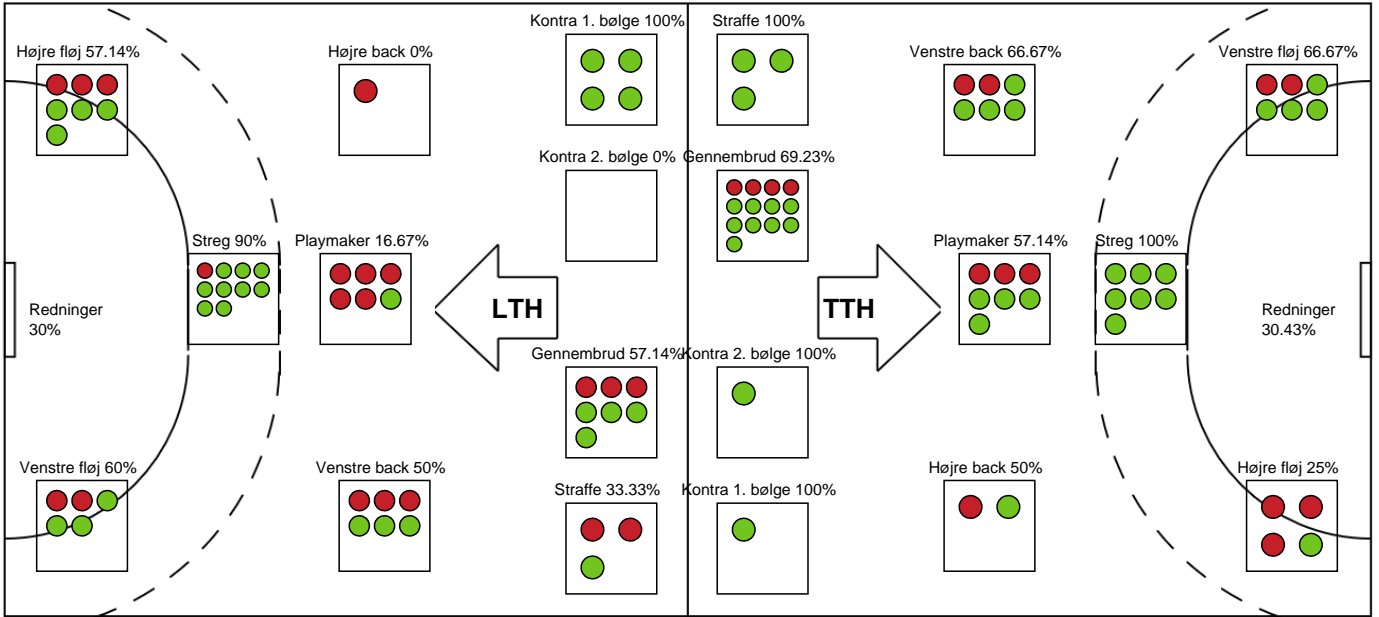 Kontra 1. bølge 100%
Straffe 100%
Højre fløj 57.14%
Højre back 0%
Venstre back 66.67%
Venstre fløj 66.67%
Kontra 2. bølge 0%
Gennembrud 69.23%
Streg 90%
Playmaker 16.67%
Playmaker 57.14%
Streg 100%
Redninger
30%
LTH
TTH
Redninger
30.43%
Gennembrud 57.14%
Kontra 2. bølge 100%
Venstre fløj 60%
Venstre back 50%
Straffe 33.33%
Kontra 1. bølge 100%
Højre back 50%
Højre fløj 25%